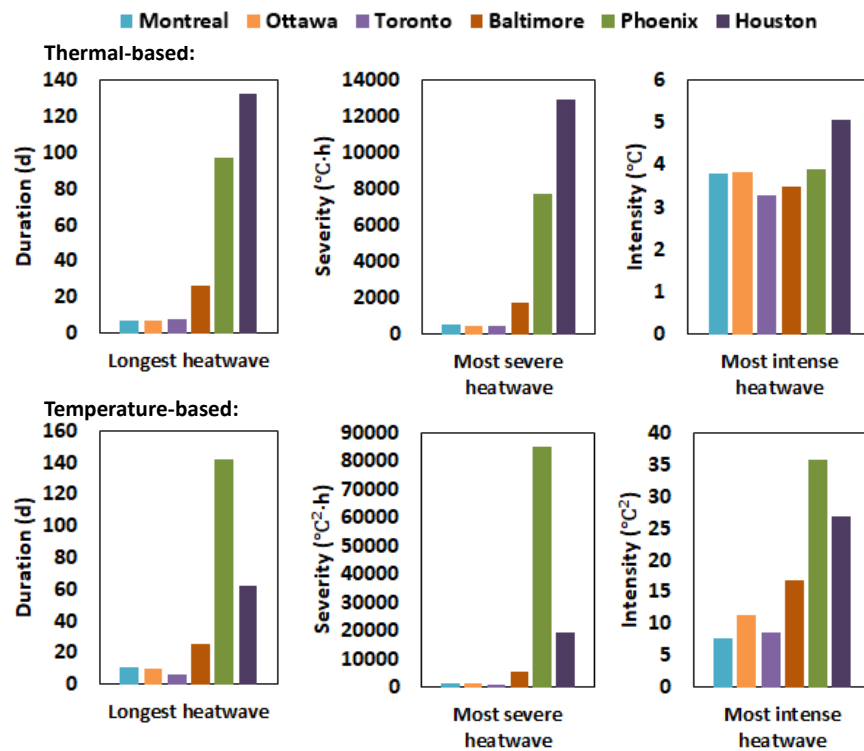 Montreal Ottawa Toronto Baltimore Phoenix Houston
Thermal-based:
Duration (d)
140
120
100
80
60
40
20
0
Longest heatwave
Severity (°C·h)
14000
12000
10000
8000
6000
4000
2000
0
Most severe
heatwave
Intensity (°C)
6
5
4
3
2
1
0
Most intense
heatwave
Temperature-based:
Duration (d)
160
140
120
100
80
60
40
20
0
Longest heatwave
Severity (°C²·h)
90000
80000
70000
60000
50000
40000
30000
20000
10000
0
Most severe
heatwave
Intensity (°C²)
40
35
30
25
20
15
10
5
0
Most intense
heatwave